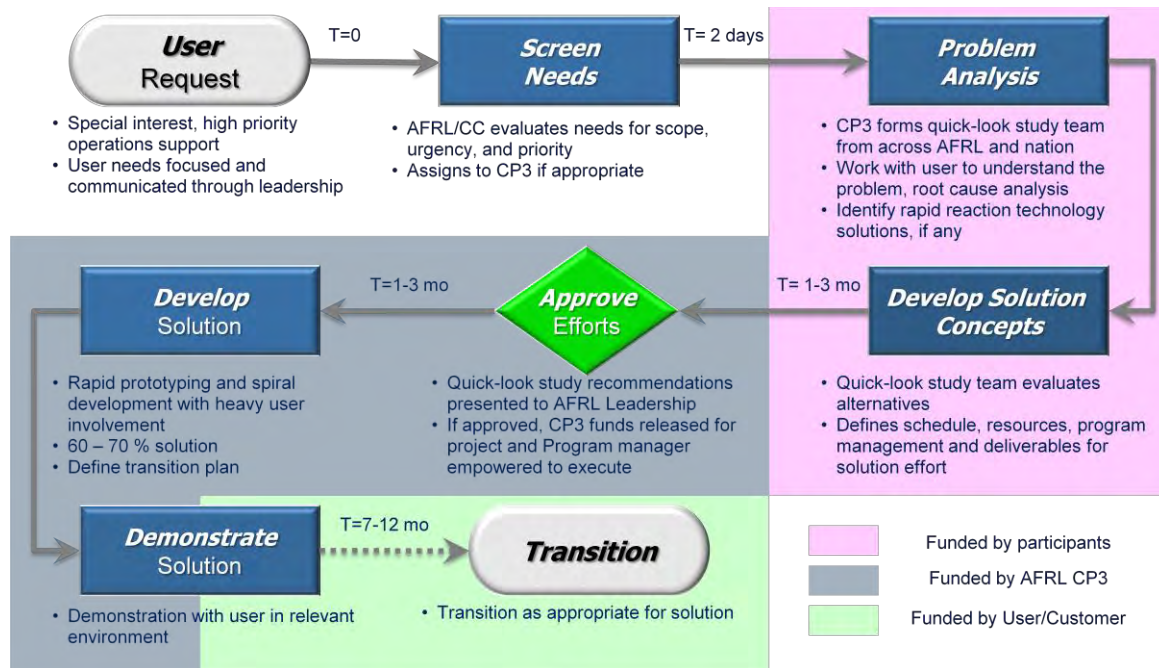 User
Request
T=0
Screen
Needs
T= 2 days
Problem
Analysis
• Special interest, high priority
operations support
• User needs focused and
communicated through leadership
• AFRL/CC evaluates needs for scope,
urgency, and priority
• Assigns to CP3 if appropriate
• CP3 forms quick-look study team
from across AFRL and nation
• Work with user to understand the
problem, root cause analysis
• Identify rapid reaction technology
solutions, if any
Develop
Solution
T=1-3 mo
Approve
Efforts
T= 1-3 mo
Develop Solution
Concepts
• Rapid prototyping and spiral
development with heavy user
involvement
• 60 – 70 % solution
• Define transition plan
• Quick-look study recommendations
presented to AFRL Leadership
• If approved, CP3 funds released for
project and Program manager
empowered to execute
• Quick-look study team evaluates
alternatives
• Defines schedule, resources, program
management and deliverables for
solution effort
Demonstrate
Solution
T=7-12 mo
Transition
• Demonstration with user in relevant
environment
• Transition as appropriate for solution
Funded by participants
Funded by AFRL CP3
Funded by User/Customer